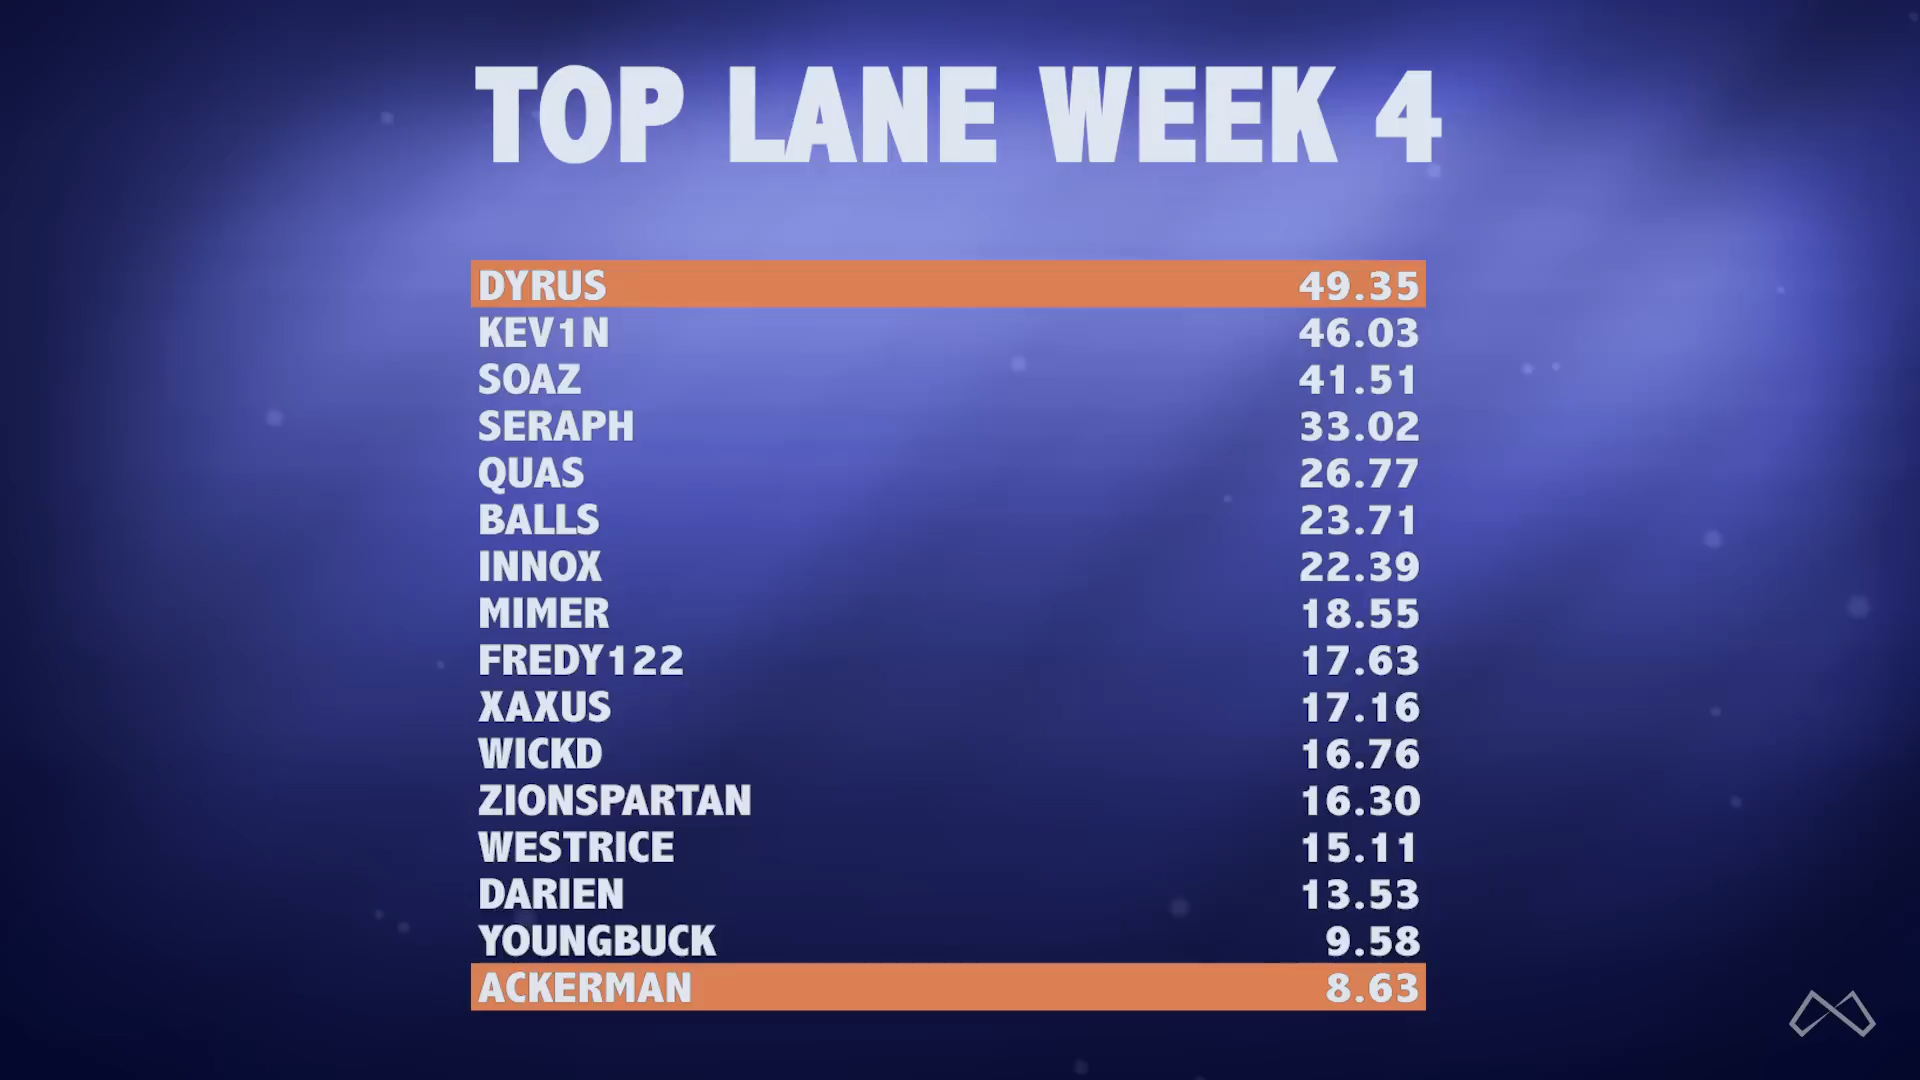 TOP LANE WEEK 4
DYRUS 49.35
KEV1N 46.03
SOAZ 41.51
SERAPH 33.02
QUAS 26.77
BALLS 23.71
INNOX 22.39
MIMER 18.55
FREDY122 17.63
XAXUS 17.16
WICKD 16.76
ZIONSPARTAN 16.30
WESTRICE 15.11
DARIEN 13.53
YOUNGBUCK 9.58
ACKERMAN 8.63